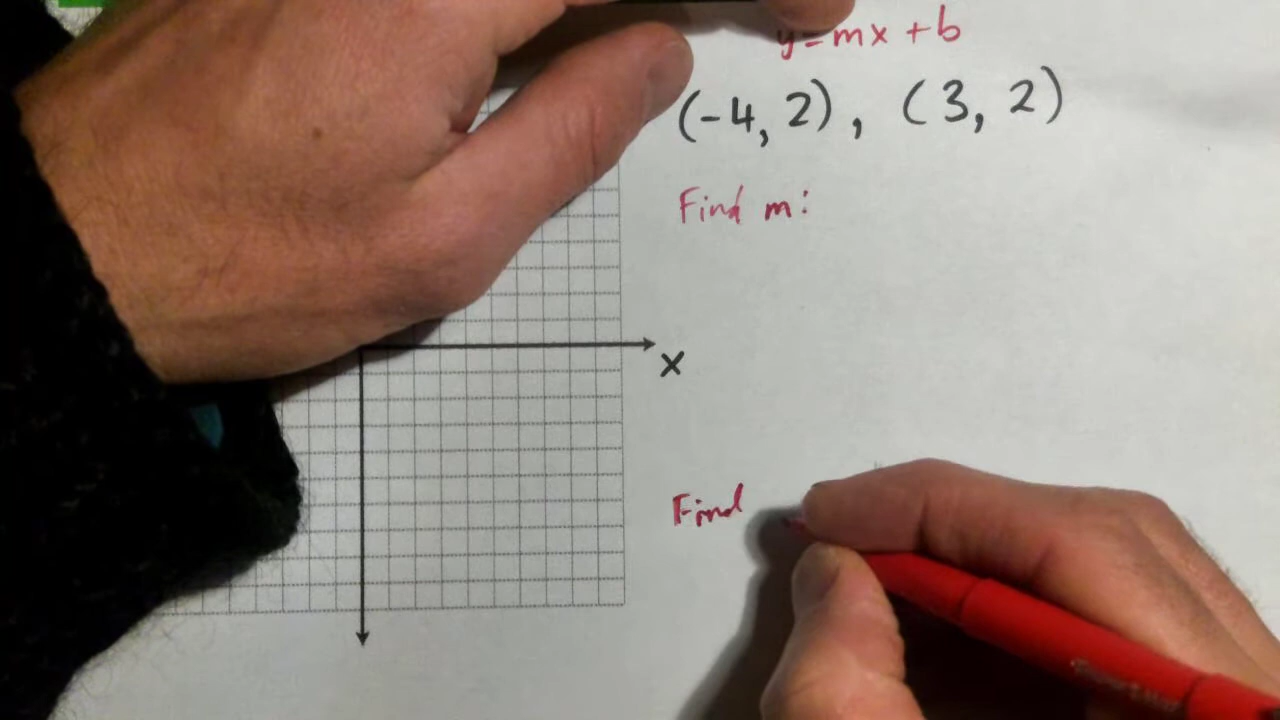 y=mx+b
(-4, 2), (3, 2)
Find m:
x
Find